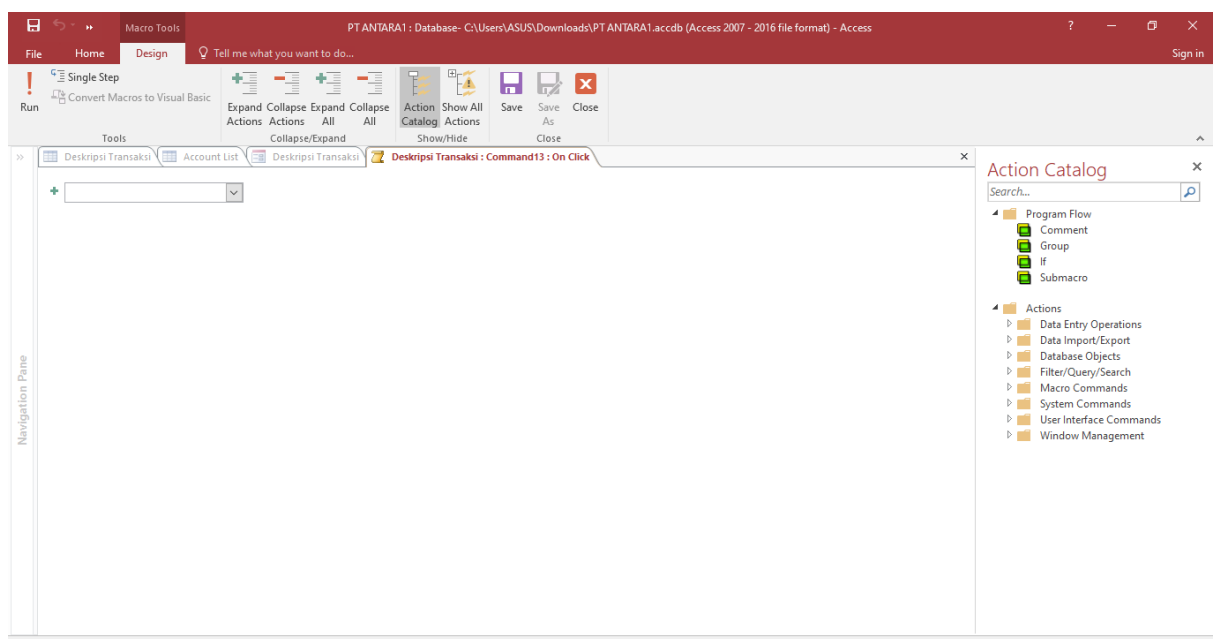 Macro Tools
PT ANTARA1 : Database- C:\Users\ASUS\Downloads\PT ANTARA1.accdb (Access 2007 - 2016 file format) - Access
?
File Home Design Tell me what you want to do... Sign in
Run
Single Step
Convert Macros to Visual Basic
Tools
Expand Actions
Collapse Actions
Expand All
Collapse All
Collapse/Expand
Action Catalog
Show All Actions
Show/Hide
Save
Save As
Close
Close
Deskripsi Transaksi
Account List
Deskripsi Transaksi
Deskripsi Transaksi : Command13 : On Click
Navigation Pane
Action Catalog
Search...
Program Flow
Comment
Group
If
Submacro
Actions
Data Entry Operations
Data Import/Export
Database Objects
Filter/Query/Search
Macro Commands
System Commands
User Interface Commands
Window Management